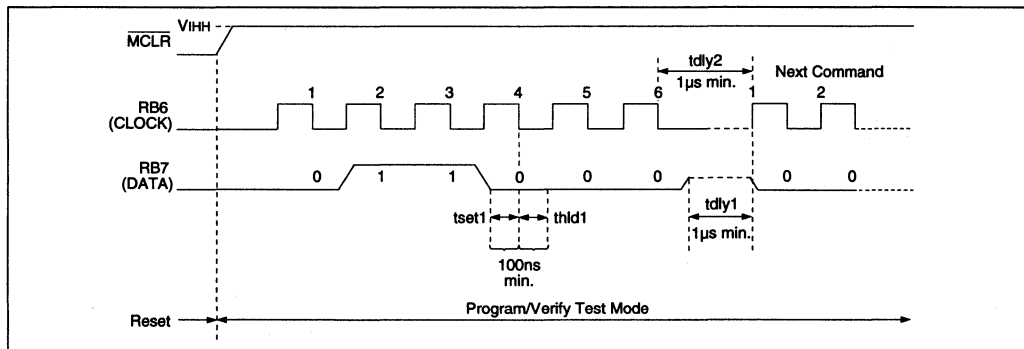 VIHH
MCLR
tdly2
1µs min.
Next Command
1 2 3 4 5 6 1 2
RB6
(CLOCK)
RB7
(DATA)
0 1 1 0 0 0 0 0
tset1 thld1
tdly1
1µs min.
100ns
min.
Reset
Program/Verify Test Mode